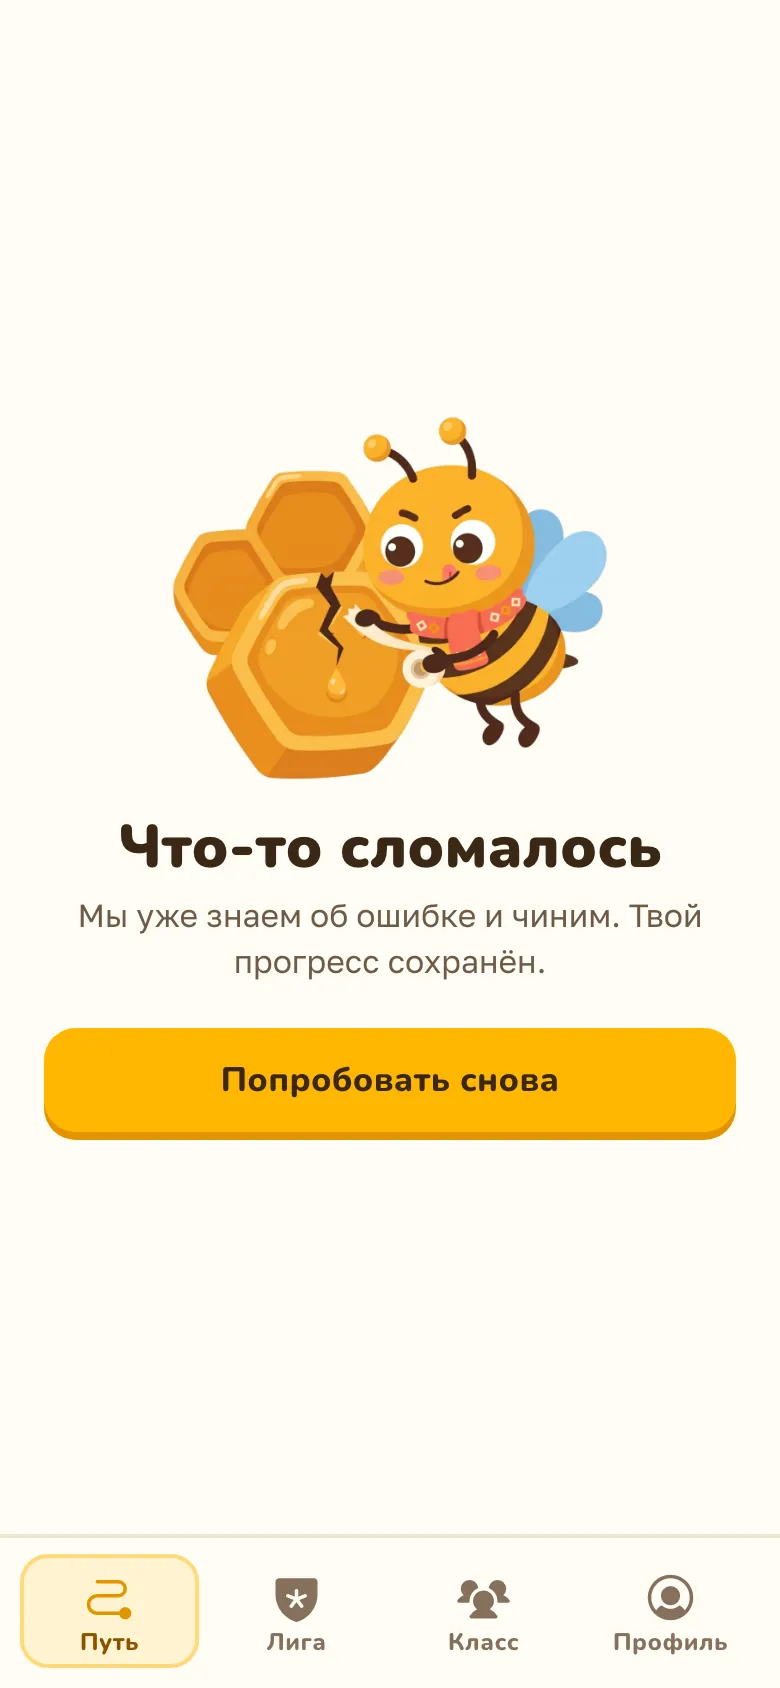 Что-то сломалось
Мы уже знаем об ошибке и чиним. Твой
прогресс сохранён.
Попробовать снова
Путь
Лига
Класс
Профиль